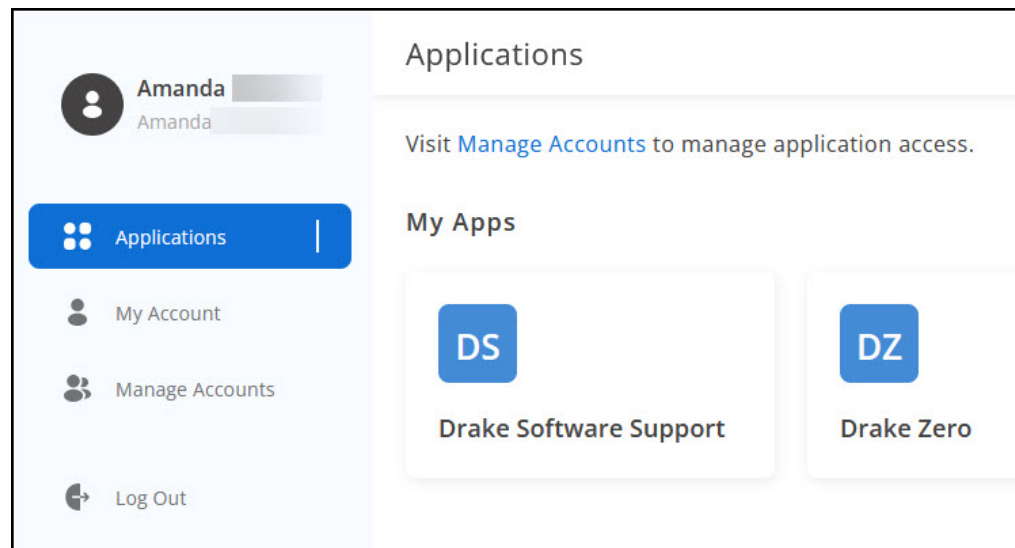 Amanda
Amanda
Applications
My Account
Manage Accounts
Log Out
Applications
Visit Manage Accounts to manage application access.
My Apps
DS
Drake Software Support
DZ
Drake Zero